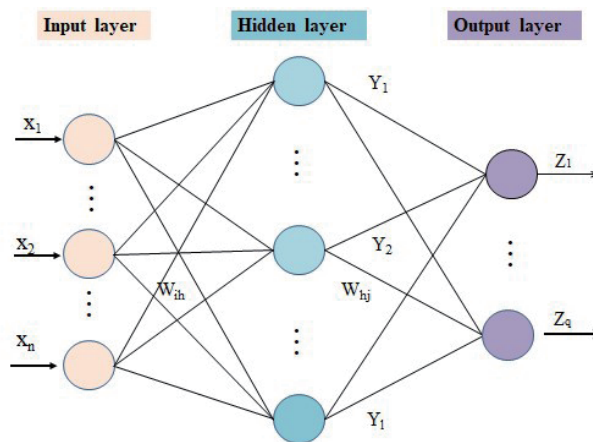 Input layer
Hidden layer
Output layer
x1
Y1
Z1
x2
Y2
Wih
Whj
Zq
xn
Y1